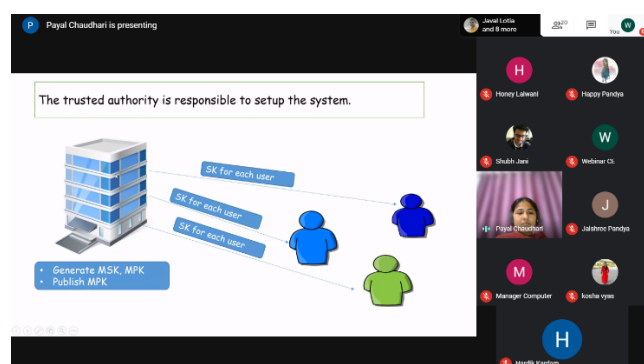 P Payal Chaudhari is presenting
Javal Lotia
and 8 more
20
You
W
The trusted authority is responsible to setup the system.
SK for each user
SK for each user
SK for each user
• Generate MSK, MPK
• Publish MPK
H
Honey Lalwani
Happy Pandya
Shubh Jani
W
Webinar
Payal Chaudhari
J
Jaishree Pandya
M
Manager Computer
kosha vyas
H
Hardik